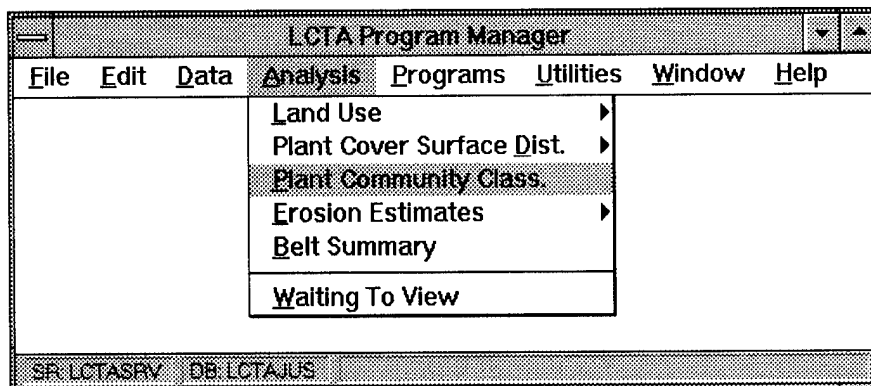 LCTA Program Manager
File Edit Data Analysis Programs Utilities Window Help
Land Use
Plant Cover Surface Dist.
Plant Community Class.
Erosion Estimates
Belt Summary
Waiting To View
SR: LCTASRV DB: LCTAJUS